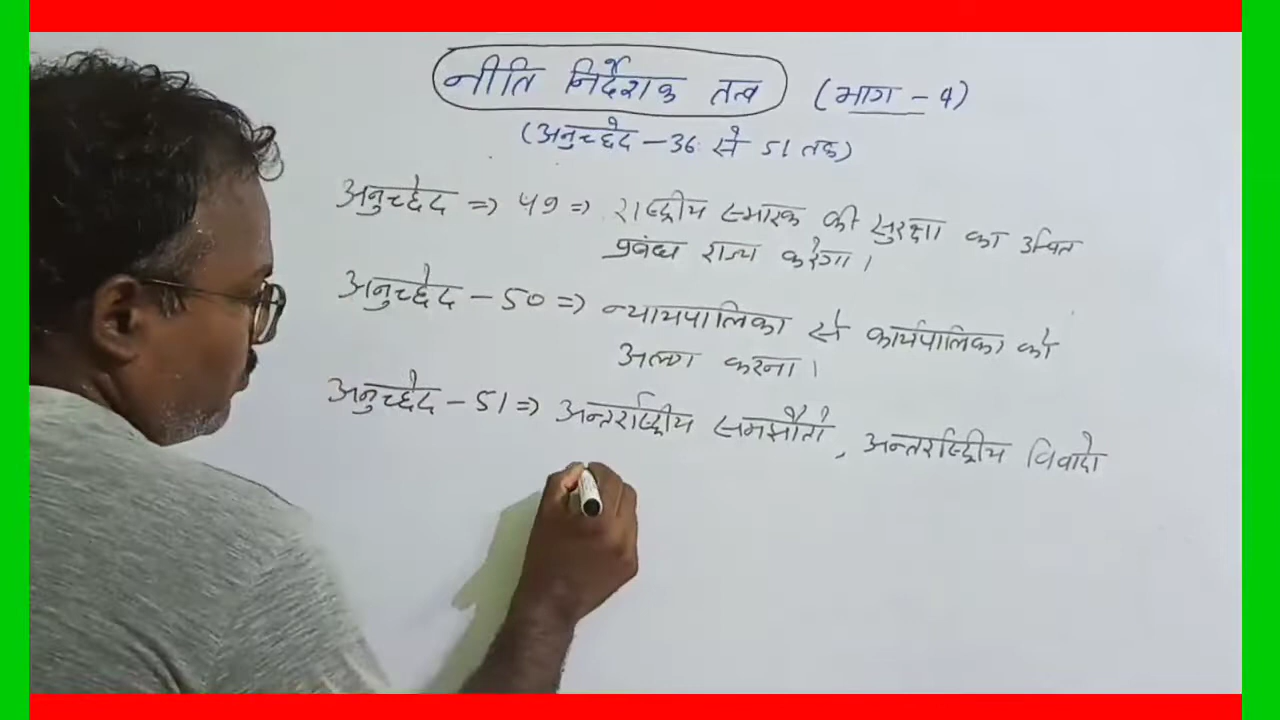 नीति निर्देशक तत्व (भाग - 4)
(अनुच्छेद - 36 से 51 तक)
अनुच्छेद => 49 => राष्ट्रीय स्मारक की सुरक्षा का उचित
प्रबंध राज्य करेगा।
अनुच्छेद - 50 => न्यायपालिका से कार्यपालिका को
अलग करना।
अनुच्छेद - 51 => अन्तर्राष्ट्रीय समझौतो, अन्तर्राष्ट्रीय विवादो